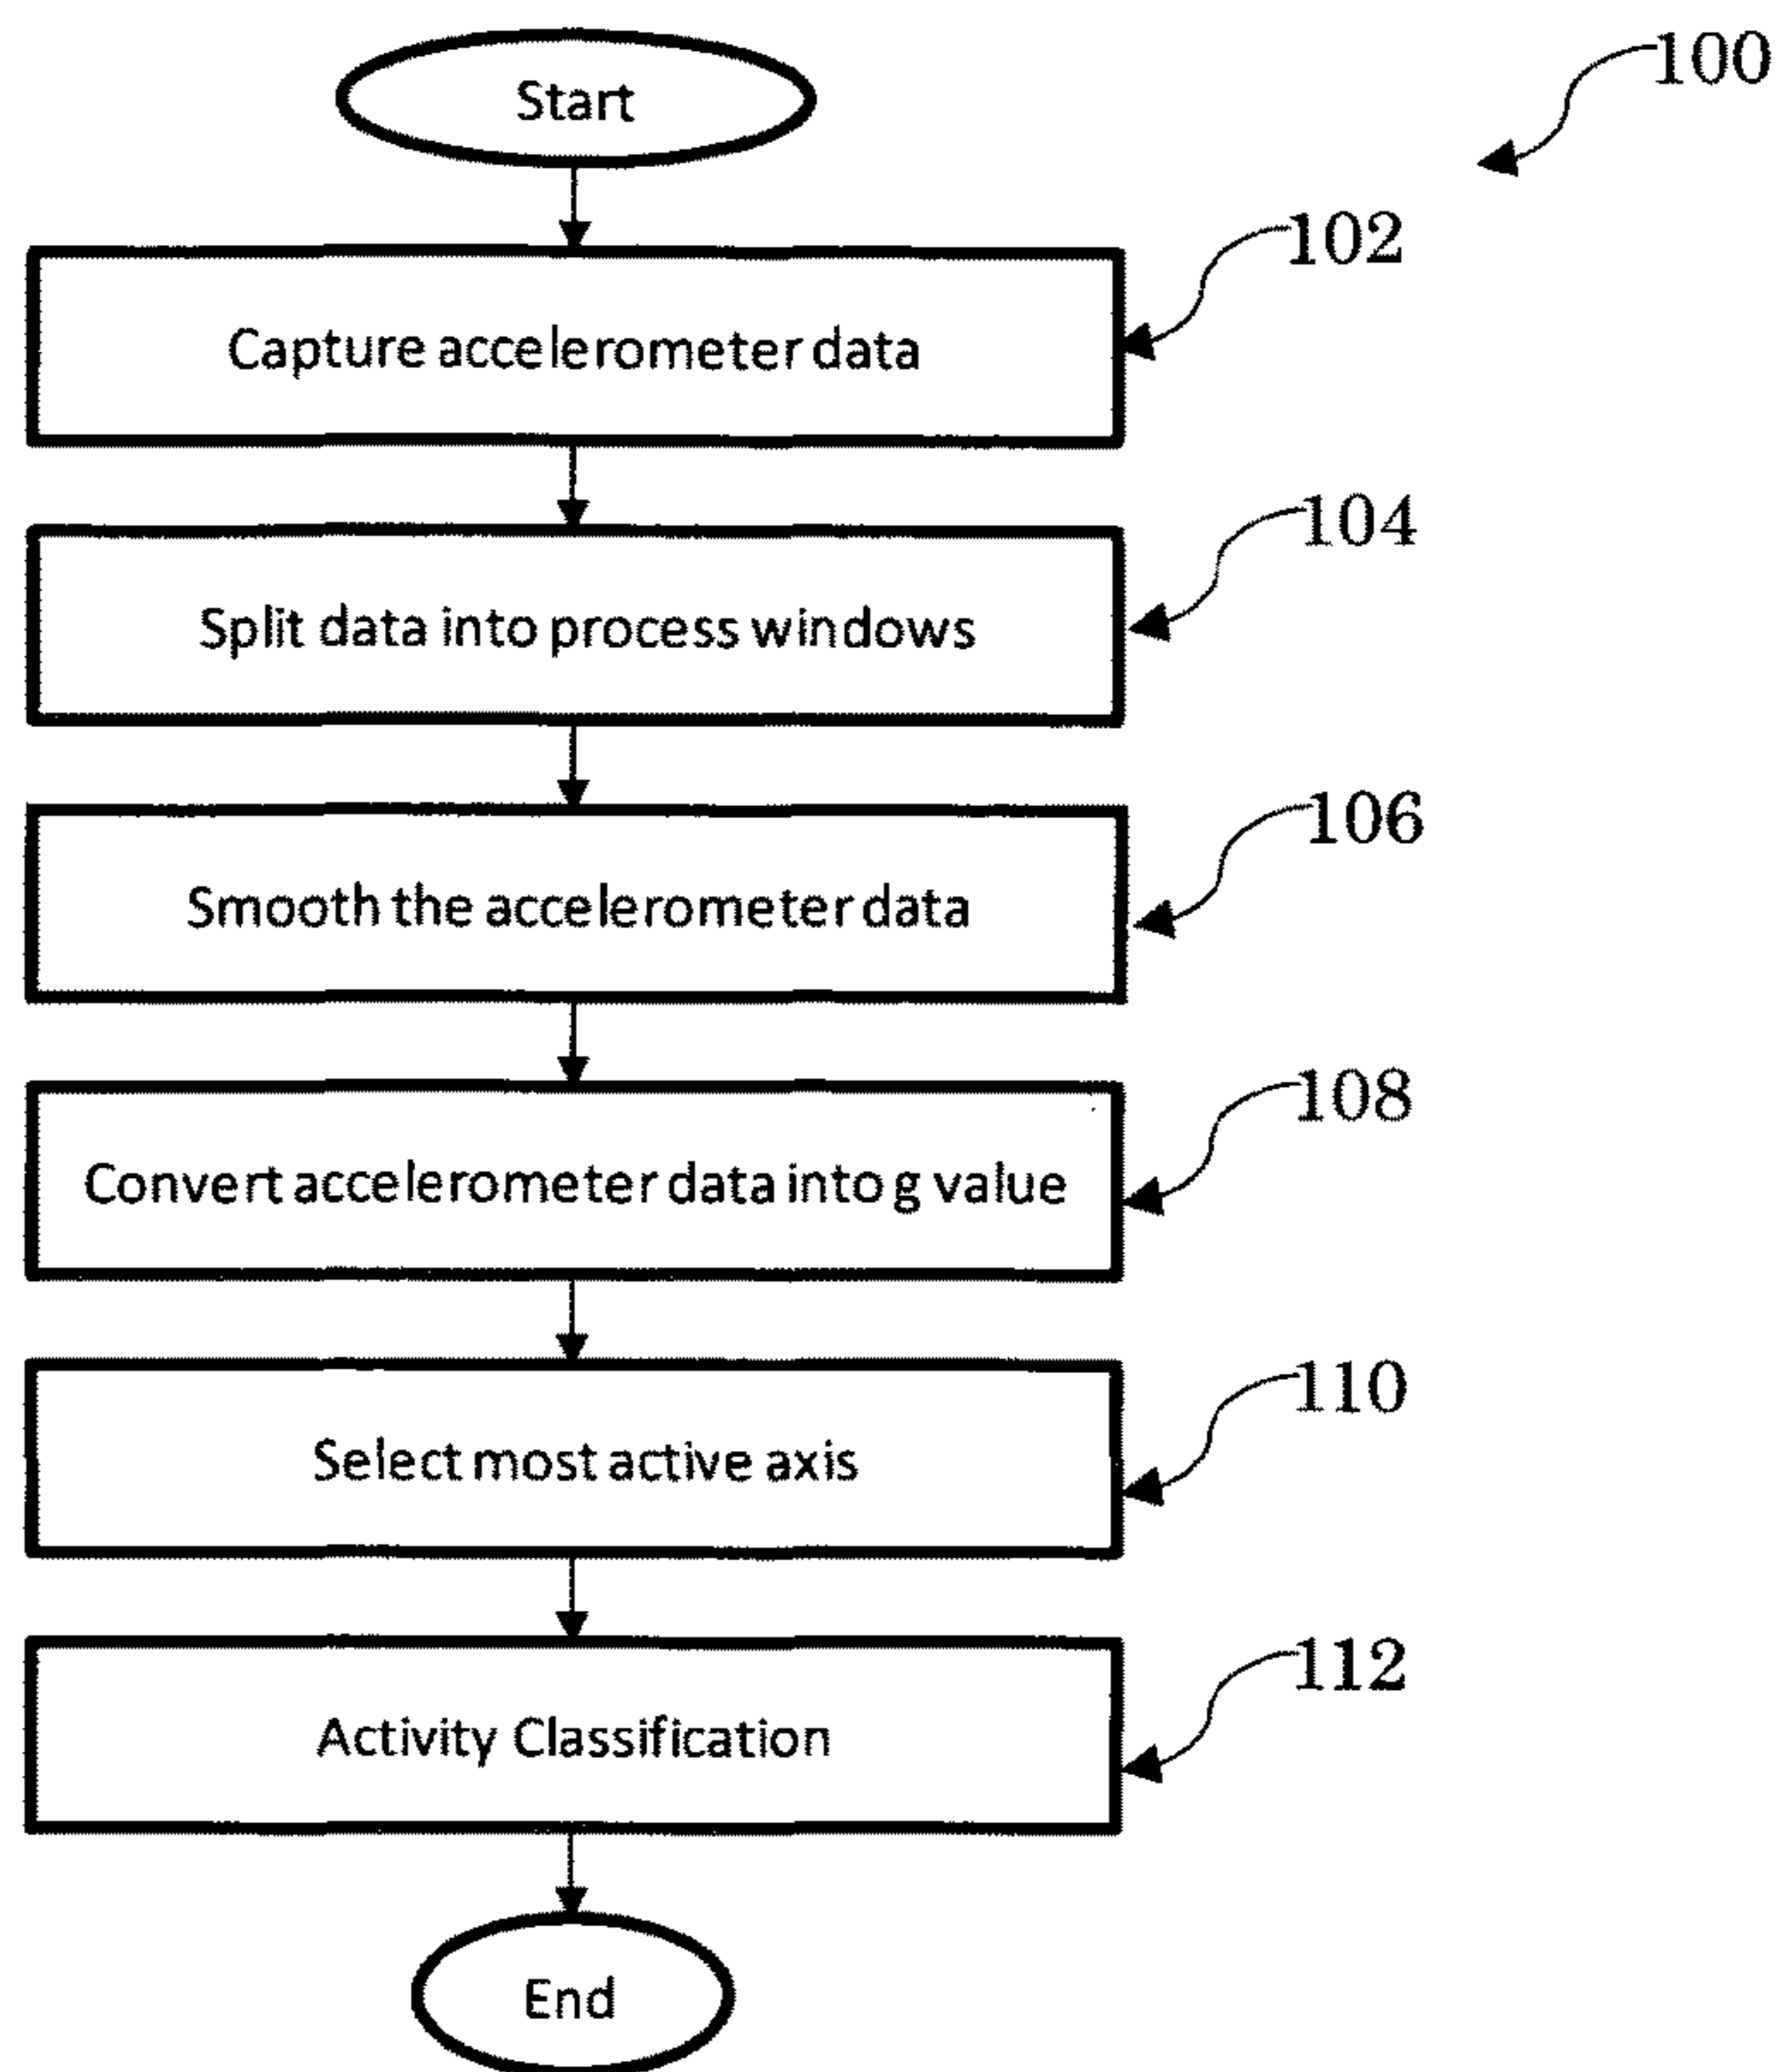 Start
100
102
Capture accelerometer data
104
Split data into process windows
106
Smooth the accelerometer data
108
Convert accelerometer data into g value
110
Select most active axis
112
Activity Classification
End